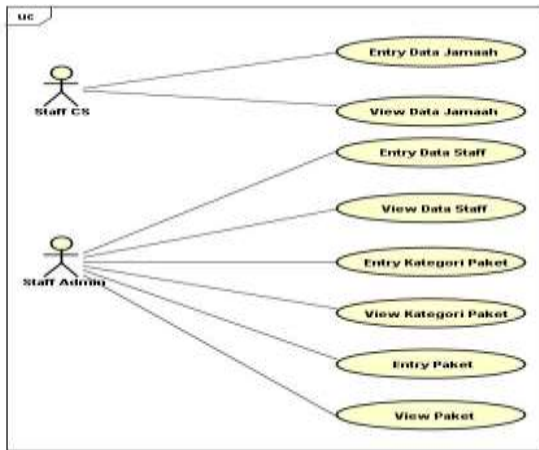 uc
Entry Data Jamaah
Staff CS
View Data Jamaah
Entry Data Staff
View Data Staff
Staff Admin
Entry Kategori Paket
View Kategori Paket
Entry Paket
View Paket